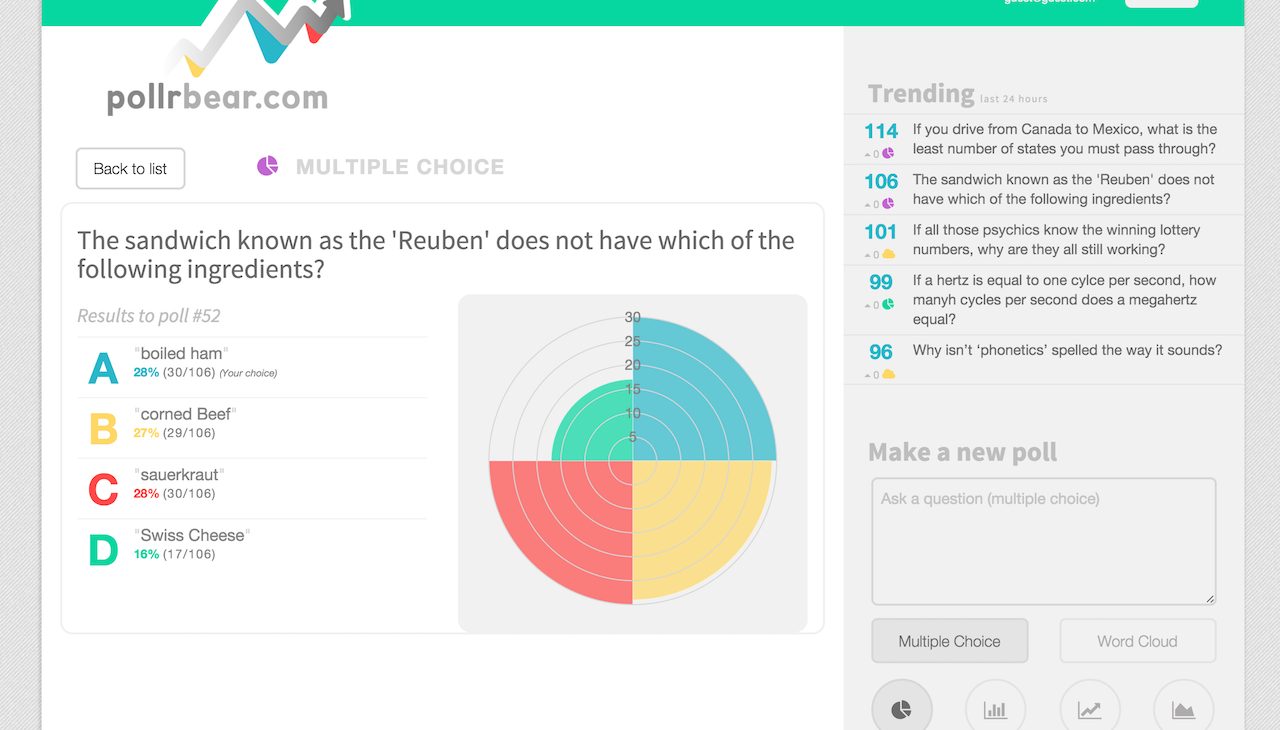 guest@guest.com
pollrbear.com
Back to list
MULTIPLE CHOICE
The sandwich known as the 'Reuben' does not have which of the
following ingredients?
Results to poll #52
A
"boiled ham"
28% (30/106) (Your choice)
B
"corned Beef"
27% (29/106)
C
"sauerkraut"
28% (30/106)
D
"Swiss Cheese"
16% (17/106)
30
25
20
15
10
5
Trending last 24 hours
114
0
If you drive from Canada to Mexico, what is the
least number of states you must pass through?
106
0
The sandwich known as the 'Reuben' does not
have which of the following ingredients?
101
0
If all those psychics know the winning lottery
numbers, why are they all still working?
99
0
If a hertz is equal to one cylce per second, how
manyh cycles per second does a megahertz
equal?
96
0
Why isn’t ‘phonetics’ spelled the way it sounds?
Make a new poll
Ask a question (multiple choice)
Multiple Choice
Word Cloud